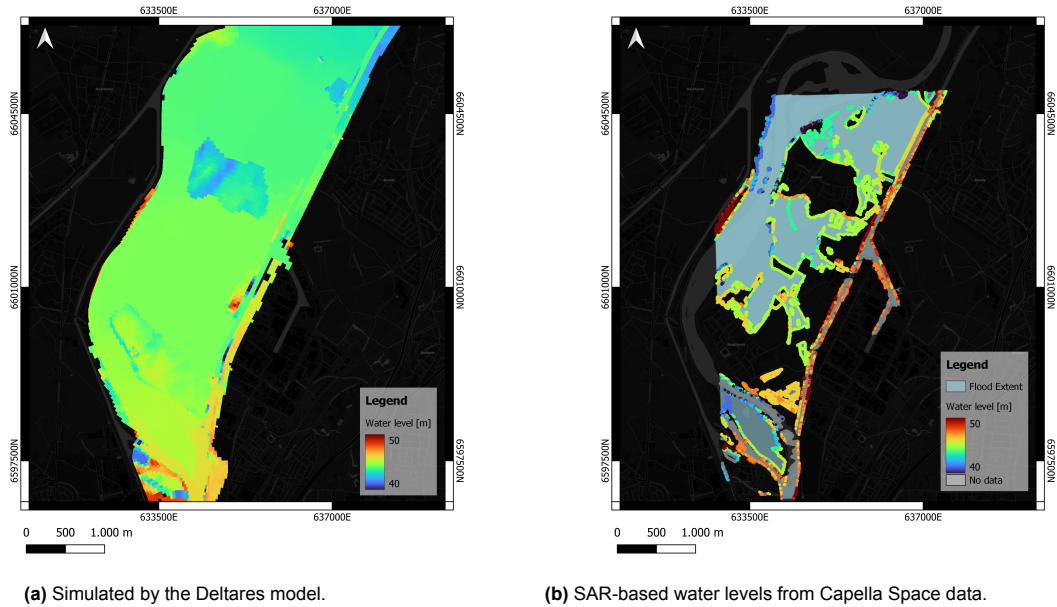 633500E
637000E
6604500N
6601000N
6597500N
6604500N
6601000N
6597500N
Legend
Water level [m]
50
40
633500E
637000E
0 500 1.000 m
633500E
637000E
6604500N
6601000N
6597500N
6604500N
6601000N
6597500N
Legend
Flood Extent
Water level [m]
50
40
No data
633500E
637000E
0 500 1.000 m
(a) Simulated by the Deltares model.
(b) SAR-based water levels from Capella Space data.